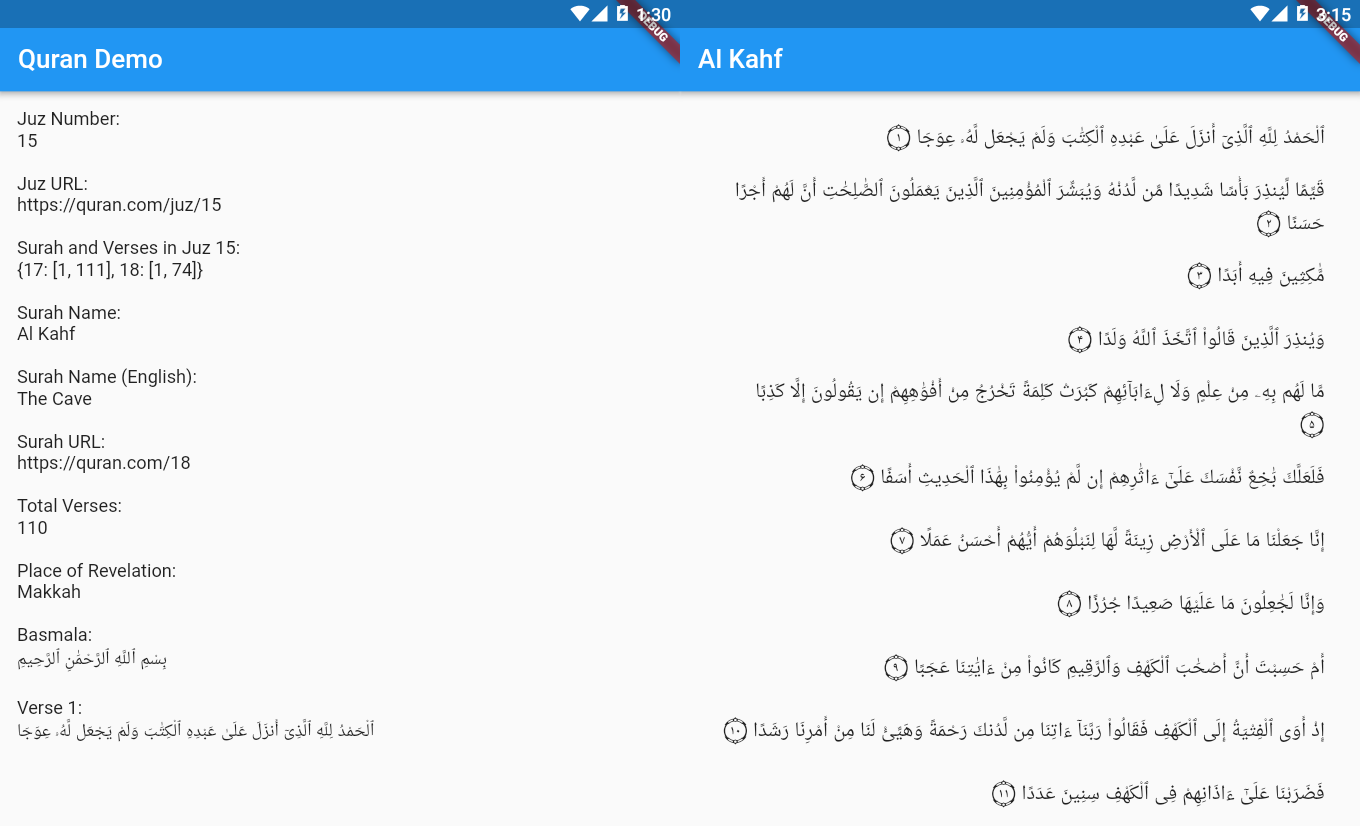 1:30
DEBUG
Quran Demo
Juz Number:
15
Juz URL:
https://quran.com/juz/15
Surah and Verses in Juz 15:
{17: [1, 111], 18: [1, 74]}
Surah Name:
Al Kahf
Surah Name (English):
The Cave
Surah URL:
https://quran.com/18
Total Verses:
110
Place of Revelation:
Makkah
Basmala:
بِسْمِ ٱللَّهِ ٱلرَّحْمَٰنِ ٱلرَّحِيمِ
Verse 1:
ٱلْحَمْدُ لِلَّهِ ٱلَّذِىٓ أَنزَلَ عَلَىٰ عَبْدِهِ ٱلْكِتَٰبَ وَلَمْ يَجْعَل لَّهُۥ عِوَجَا
3:15
DEBUG
Al Kahf
ٱلْحَمْدُ لِلَّهِ ٱلَّذِىٓ أَنزَلَ عَلَىٰ عَبْدِهِ ٱلْكِتَٰبَ وَلَمْ يَجْعَل لَّهُۥ عِوَجَا ١
قَيِّمًا لِّيُنذِرَ بَأْسًا شَدِيدًا مِّن لَّدُنْهُ وَيُبَشِّرَ ٱلْمُؤْمِنِينَ ٱلَّذِينَ يَعْمَلُونَ ٱلصَّٰلِحَٰتِ أَنَّ لَهُمْ أَجْرًا
حَسَنًا ٢
مَّٰكِثِينَ فِيهِ أَبَدًا ٣
وَيُنذِرَ ٱلَّذِينَ قَالُوا۟ ٱتَّخَذَ ٱللَّهُ وَلَدًا ۴
مَّا لَهُم بِهِۦ مِنْ عِلْمٍ وَلَا لِءَابَآئِهِمْ كَبُرَتْ كَلِمَةً تَخْرُجُ مِنْ أَفْوَٰهِهِمْ إِن يَقُولُونَ إِلَّا كَذِبًا
۵
فَلَعَلَّكَ بَٰخِعٌ نَّفْسَكَ عَلَىٰٓ ءَاثَٰرِهِمْ إِن لَّمْ يُؤْمِنُوا۟ بِهَٰذَا ٱلْحَدِيثِ أَسَفًا ۶
إِنَّا جَعَلْنَا مَا عَلَى ٱلْأَرْضِ زِينَةً لَّهَا لِنَبْلُوَهُمْ أَيُّهُمْ أَحْسَنُ عَمَلًا ٧
وَإِنَّا لَجَٰعِلُونَ مَا عَلَيْهَا صَعِيدًا جُرُزًا ٨
أَمْ حَسِبْتَ أَنَّ أَصْحَٰبَ ٱلْكَهْفِ وَٱلرَّقِيمِ كَانُوا۟ مِنْ ءَايَٰتِنَا عَجَبًا ٩
إِذْ أَوَى ٱلْفِتْيَةُ إِلَى ٱلْكَهْفِ فَقَالُوا۟ رَبَّنَآ ءَاتِنَا مِن لَّدُنكَ رَحْمَةً وَهَيِّئْ لَنَا مِنْ أَمْرِنَا رَشَدًا ١٠
فَضَرَبْنَا عَلَىٰٓ ءَاذَانِهِمْ فِى ٱلْكَهْفِ سِنِينَ عَدَدًا ١١